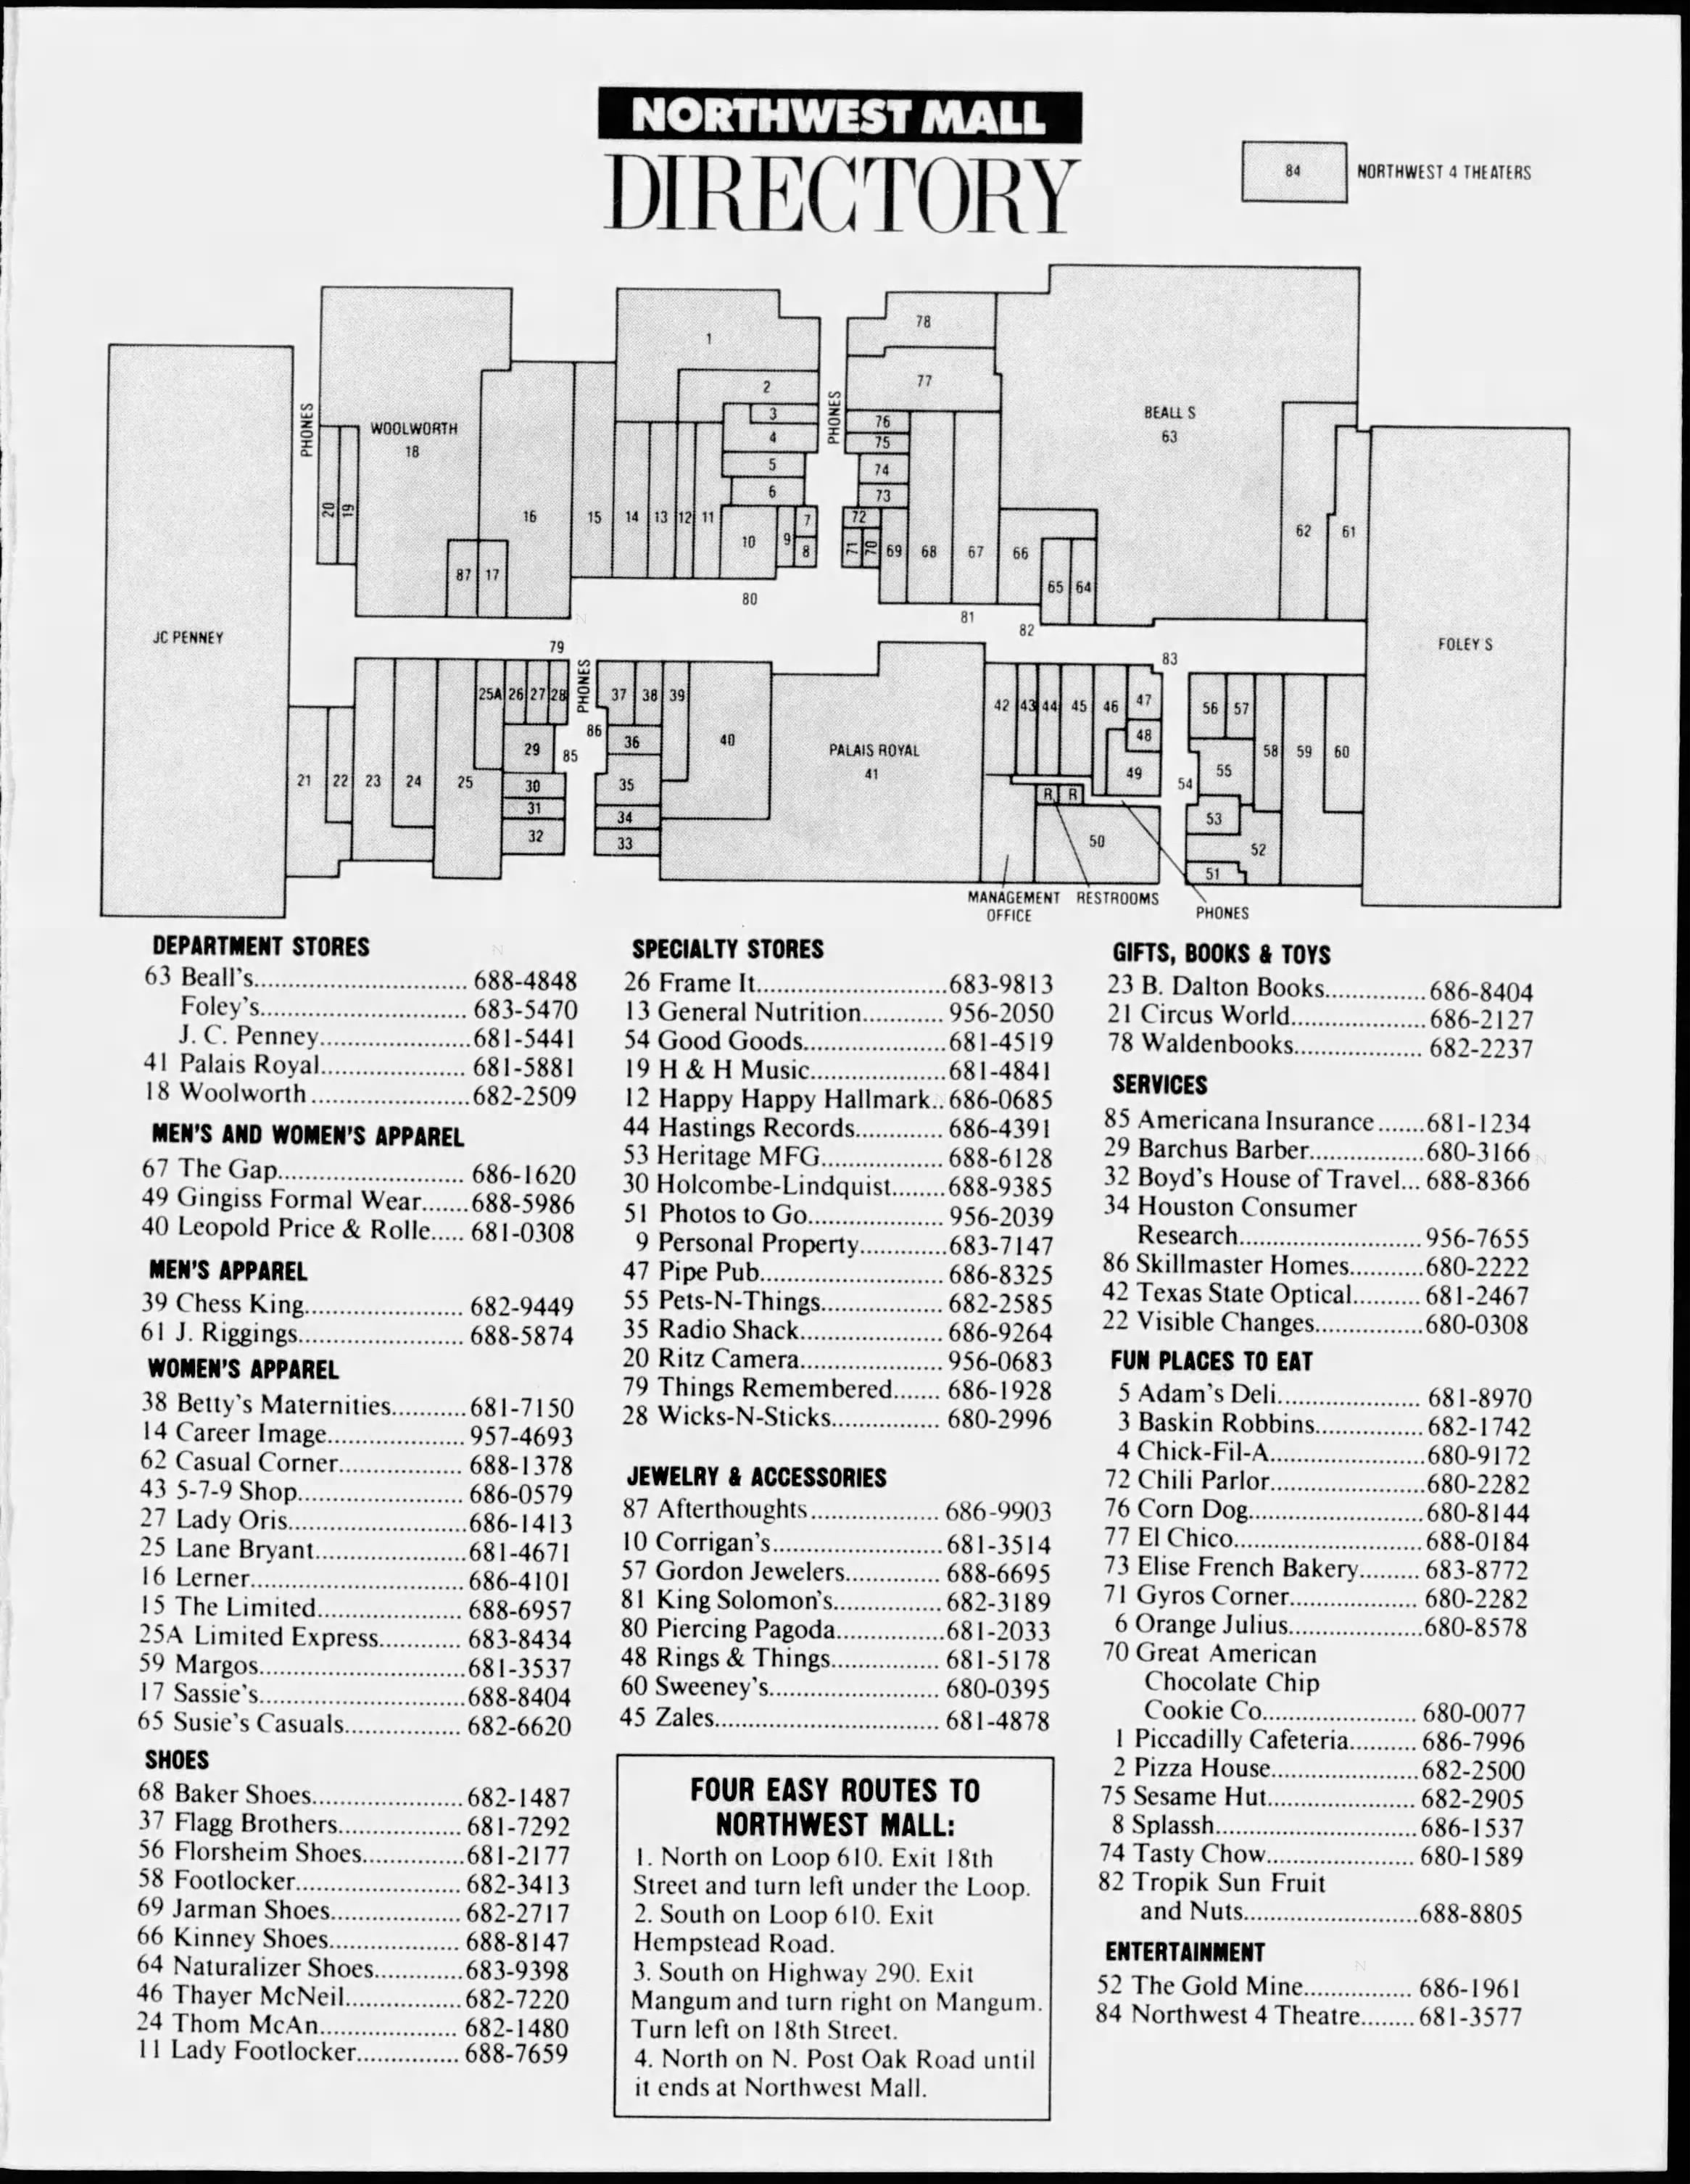 NORTHWEST MALL
DIRECTORY
84 NORTHWEST 4 THEATERS
1
78
2
77
PHONES
PHONES
3
76
BEALL S
WOOLWORTH
4
75
63
18
5
74
6
73
20
19
16
15
14
13
12
11
10
9
7
8
72
71
70
69
68
67
66
62
61
87
17
65
64
80
81
82
JC PENNEY
79
83
FOLEY S
PHONES
25A
26
27
28
37
38
39
42
43
44
45
46
47
56
57
86
29
85
36
40
PALAIS ROYAL
41
48
58
59
60
21
22
23
24
25
30
35
49
54
55
31
34
R
R
53
32
33
50
52
51
MANAGEMENT
OFFICE
RESTROOMS
PHONES
DEPARTMENT STORES
63 Beall's.............................. 688-4848
Foley's............................. 683-5470
J. C. Penney.....................681-5441
41 Palais Royal.................... 681-5881
18 Woolworth......................682-2509
MEN'S AND WOMEN'S APPAREL
67 The Gap.......................... 686-1620
49 Gingiss Formal Wear.......688-5986
40 Leopold Price & Rolle..... 681-0308
MEN'S APPAREL
39 Chess King...................... 682-9449
61 J. Riggings....................... 688-5874
WOMEN'S APPAREL
38 Betty's Maternities...........681-7150
14 Career Image...................957-4693
62 Casual Corner................. 688-1378
43 5-7-9 Shop....................... 686-0579
27 Lady Oris.........................686-1413
25 Lane Bryant.....................681-4671
16 Lerner.............................. 686-4101
15 The Limited.................... 688-6957
25A Limited Express........... 683-8434
59 Margos.............................681-3537
17 Sassie's.............................688-8404
65 Susie's Casuals................ 682-6620
SHOES
68 Baker Shoes.....................682-1487
37 Flagg Brothers................. 681-7292
56 Florsheim Shoes..............681-2177
58 Footlocker....................... 682-3413
69 Jarman Shoes.................. 682-2717
66 Kinney Shoes.................. 688-8147
64 Naturalizer Shoes............683-9398
46 Thayer McNeil................682-7220
24 Thom McAn................... 682-1480
11 Lady Footlocker.............. 688-7659
SPECIALTY STORES
26 Frame It..........................683-9813
13 General Nutrition........... 956-2050
54 Good Goods...................681-4519
19 H & H Music..................681-4841
12 Happy Happy Hallmark..686-0685
44 Hastings Records............ 686-4391
53 Heritage MFG................. 688-6128
30 Holcombe-Lindquist.......688-9385
51 Photos to Go................... 956-2039
9 Personal Property............683-7147
47 Pipe Pub......................... 686-8325
55 Pets-N-Things................. 682-2585
35 Radio Shack.................... 686-9264
20 Ritz Camera.................... 956-0683
79 Things Remembered....... 686-1928
28 Wicks-N-Sticks............... 680-2996
JEWELRY & ACCESSORIES
87 Afterthoughts.................. 686-9903
10 Corrigan's........................681-3514
57 Gordon Jewelers............. 688-6695
81 King Solomon's............... 682-3189
80 Piercing Pagoda...............681-2033
48 Rings & Things............... 681-5178
60 Sweeney's........................ 680-0395
45 Zales................................ 681-4878
FOUR EASY ROUTES TO
NORTHWEST MALL:
1. North on Loop 610. Exit 18th
Street and turn left under the Loop.
2. South on Loop 610. Exit
Hempstead Road.
3. South on Highway 290. Exit
Mangum and turn right on Mangum.
Turn left on 18th Street.
4. North on N. Post Oak Road until
it ends at Northwest Mall.
GIFTS, BOOKS & TOYS
23 B. Dalton Books..............686-8404
21 Circus World................... 686-2127
78 Waldenbooks.................. 682-2237
SERVICES
85 Americana Insurance.......681-1234
29 Barchus Barber................680-3166
32 Boyd's House of Travel... 688-8366
34 Houston Consumer
Research..........................956-7655
86 Skillmaster Homes...........680-2222
42 Texas State Optical.......... 681-2467
22 Visible Changes...............680-0308
FUN PLACES TO EAT
5 Adam's Deli.................... 681-8970
3 Baskin Robbins............... 682-1742
4 Chick-Fil-A......................680-9172
72 Chili Parlor......................680-2282
76 Corn Dog.........................680-8144
77 El Chico...........................688-0184
73 Elise French Bakery......... 683-8772
71 Gyros Corner.................. 680-2282
6 Orange Julius...................680-8578
70 Great American
Chocolate Chip
Cookie Co...................... 680-0077
1 Piccadilly Cafeteria.......... 686-7996
2 Pizza House.....................682-2500
75 Sesame Hut..................... 682-2905
8 Splassh.............................686-1537
74 Tasty Chow..................... 680-1589
82 Tropik Sun Fruit
and Nuts.........................688-8805
ENTERTAINMENT
52 The Gold Mine............... 686-1961
84 Northwest 4 Theatre........681-3577